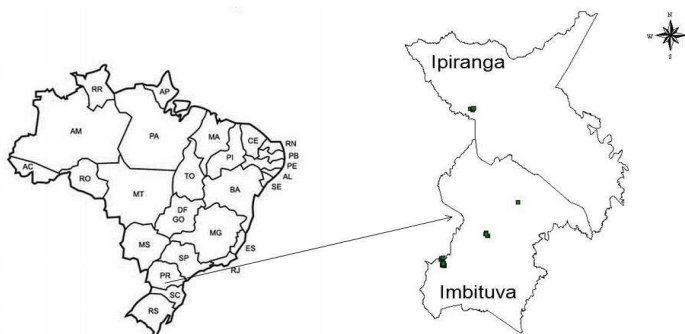 RR
AP
AM
PA
MA
CE
RN
PB
PE
AL
SE
PI
AC
RO
TO
MT
BA
DF
GO
MG
MS
ES
SP
RJ
PR
SC
RS
Ipiranga
Imbituva
N
W
E
S